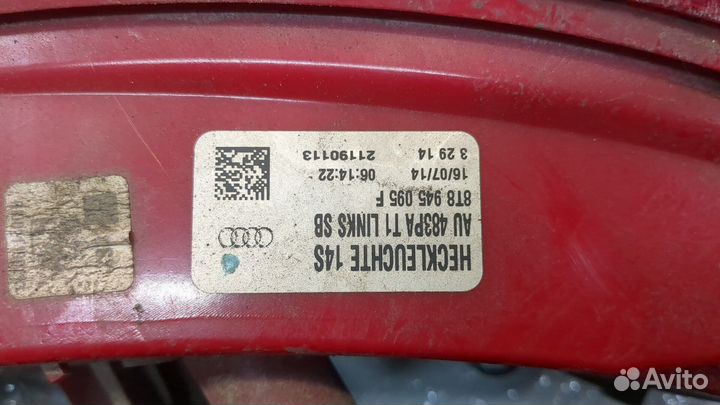 HECKLEUCHTE 14S
AU 483PA T1 LINKS SB
8T8 945 095 F
16/07/14 06:14:22
3 29 14 21190113
Avito